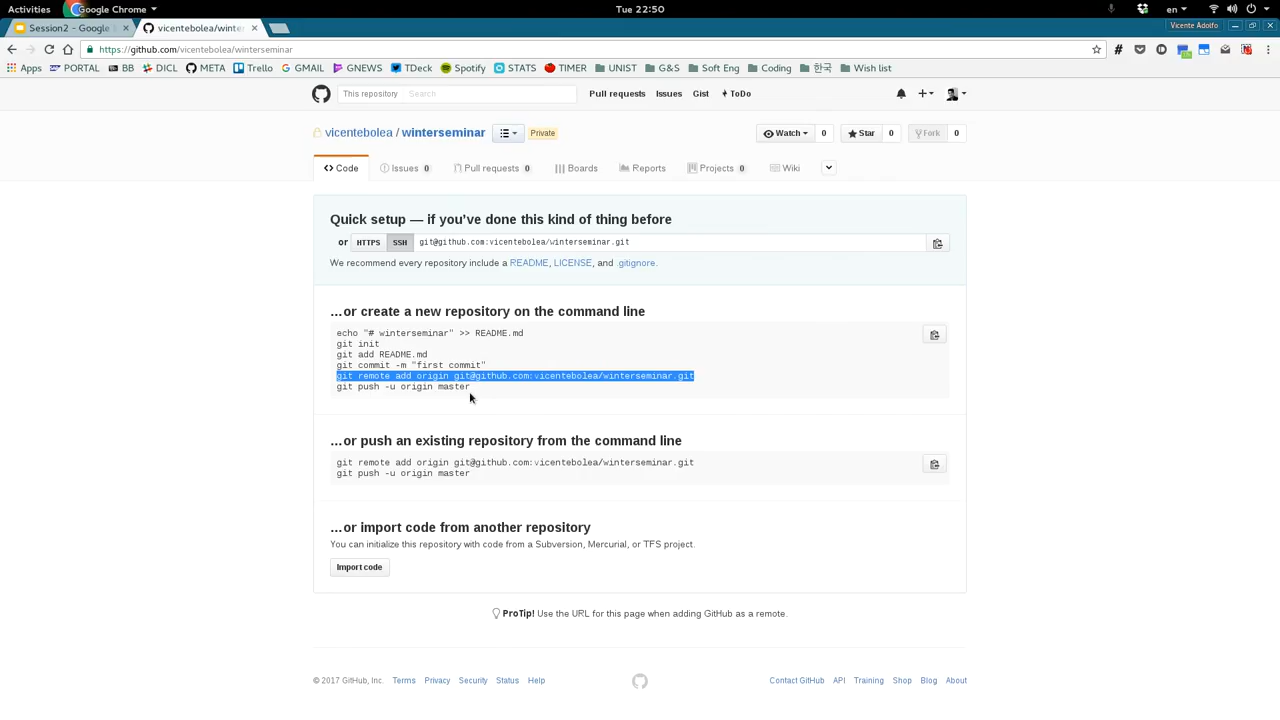 Activities Google Chrome Tue 22:50 en
Session2 - Google vicentebolea/winte Vicente Adolfo
https://github.com/vicentebolea/winterseminar
Apps PORTAL BB DICL META Trello GMAIL GNEWS TDeck Spotify STATS TIMER UNIST G&S Soft Eng Coding 한국 Wish list
This repository Search Pull requests Issues Gist ToDo
vicentebolea / winterseminar Private Watch 0 Star 0 Fork 0
Code Issues 0 Pull requests 0 Boards Reports Projects 0 Wiki
Quick setup — if you've done this kind of thing before
or HTTPS SSH git@github.com:vicentebolea/winterseminar.git
We recommend every repository include a README, LICENSE, and .gitignore.
…or create a new repository on the command line
echo "# winterseminar" >> README.md
git init
git add README.md
git commit -m "first commit"
git remote add origin git@github.com:vicentebolea/winterseminar.git
git push -u origin master
…or push an existing repository from the command line
git remote add origin git@github.com:vicentebolea/winterseminar.git
git push -u origin master
…or import code from another repository
You can initialize this repository with code from a Subversion, Mercurial, or TFS project.
Import code
ProTip! Use the URL for this page when adding GitHub as a remote.
© 2017 GitHub, Inc. Terms Privacy Security Status Help Contact GitHub API Training Shop Blog About